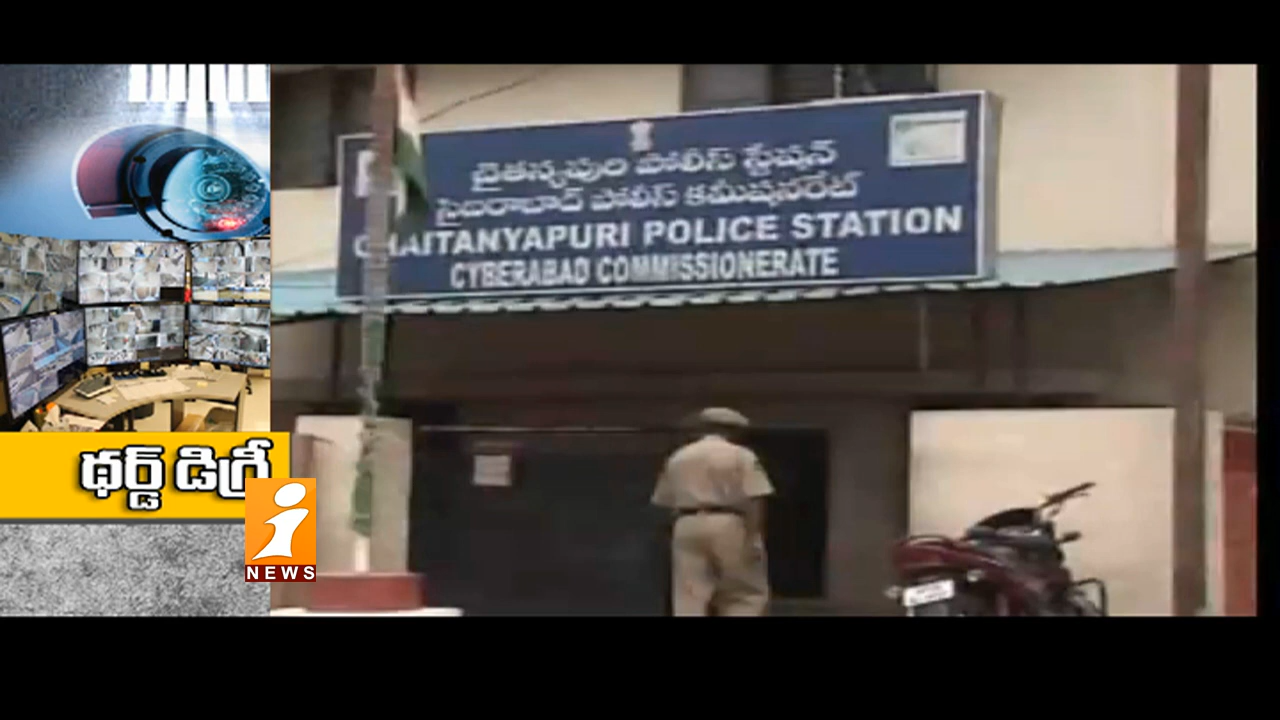 చైతన్యపురి పోలీస్ స్టేషన్
సైబరాబాద్ పోలీస్ కమీషనరేట్
CHAITANYAPURI POLICE STATION
CYBERABAD COMMISSIONERATE
థర్డ్ డిగ్రీ
i
NEWS